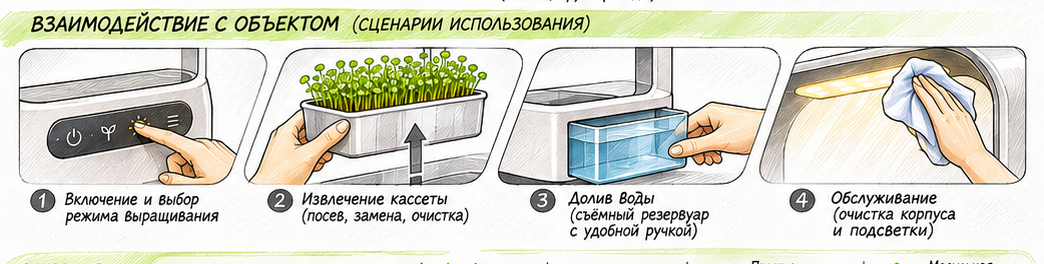 ВЗАИМОДЕЙСТВИЕ С ОБЪЕКТОМ (СЦЕНАРИИ ИСПОЛЬЗОВАНИЯ)
1 Включение и выбор
режима выращивания
2 Извлечение кассеты
(посев, замена, очистка)
3 Долив воды
(съёмный резервуар
с удобной ручкой)
4 Обслуживание
(очистка корпуса
и подсветки)